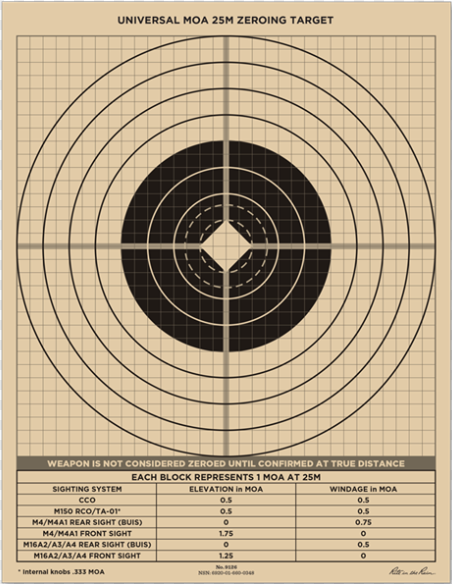 UNIVERSAL MOA 25M ZEROING TARGET
WEAPON IS NOT CONSIDERED ZEROED UNTIL CONFIRMED AT TRUE DISTANCE
EACH BLOCK REPRESENTS 1 MOA AT 25M
SIGHTING SYSTEM ELEVATION in MOA WINDAGE in MOA
CCO 0.5 0.5
M150 RCO/TA-01* 0.5 0.5
M4/M4A1 REAR SIGHT (BUIS) 0 0.75
M4/M4A1 FRONT SIGHT 1.75 0
M16A2/A3/A4 REAR SIGHT (BUIS) 0 0.5
M16A2/A3/A4 FRONT SIGHT 1.25 0
* Internal knobs .333 MOA
Rite in the Rain